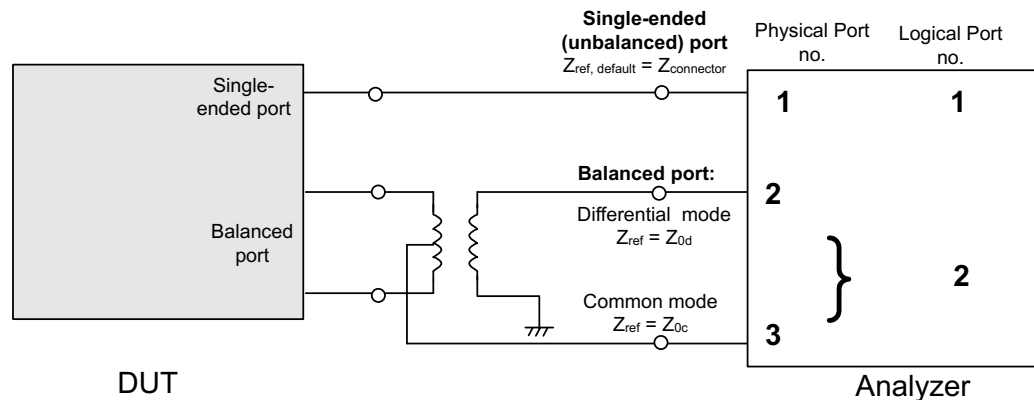 Single-ended
(unbalanced) port
Zref, default = Zconnector
Physical Port
no.
Logical Port
no.
Single-
ended port
1
1
Balanced port:
2
Differential mode
Zref = Z0d
Balanced
port
}
2
Common mode
Zref = Z0c
3
DUT
Analyzer